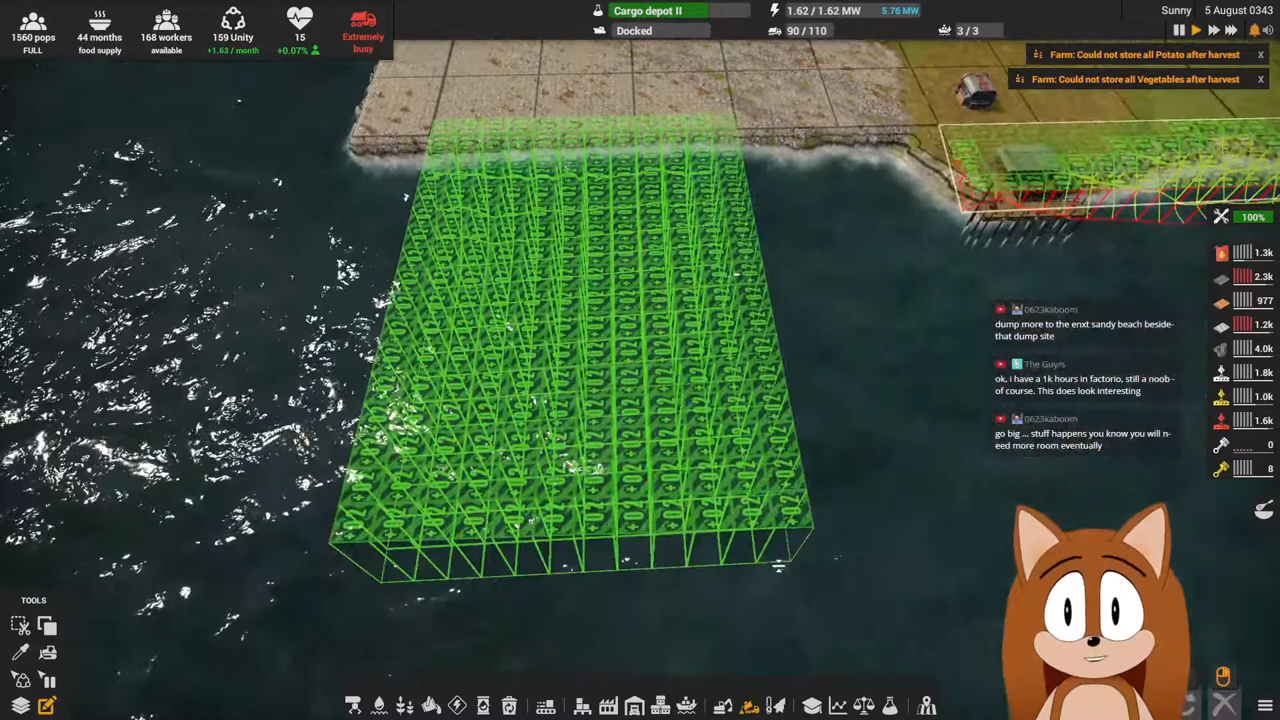 1560 pops
FULL
44 months
food supply
168 workers
available
159 Unity
+1.63 / month
15
+0.07%
Extremely
busy
Cargo depot II
Docked
1.62 / 1.62 MW
5.76 MW
90 / 110
3 / 3
Sunny
5 August 0343
Farm: Could not store all Potato after harvest
X
Farm: Could not store all Vegetables after harvest
X
100%
1.3k
2.3k
977
1.2k
4.0k
1.8k
1.0k
1.6k
0
8
0623kaboom
dump more to the enxt sandy beach beside-
that dump site
The Guy/s
ok, i have a 1k hours in factorio, still a noob -
of course. This does look interesting
0623kaboom
go big ... stuff happens you know you will n-
eed more room eventually
TOOLS